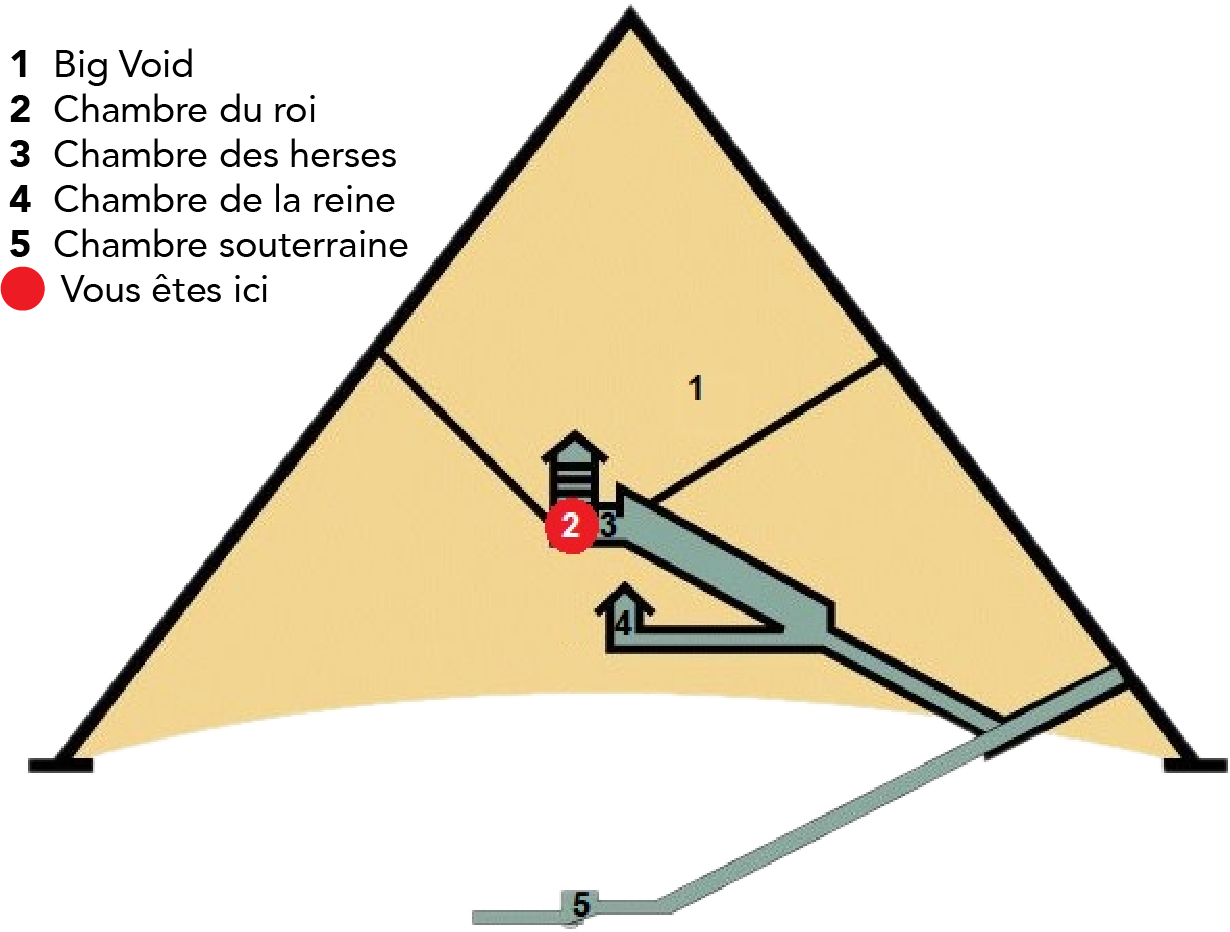 1 Big Void
2 Chambre du roi
3 Chambre des herses
4 Chambre de la reine
5 Chambre souterraine
Vous êtes ici
1
2 3
4
5